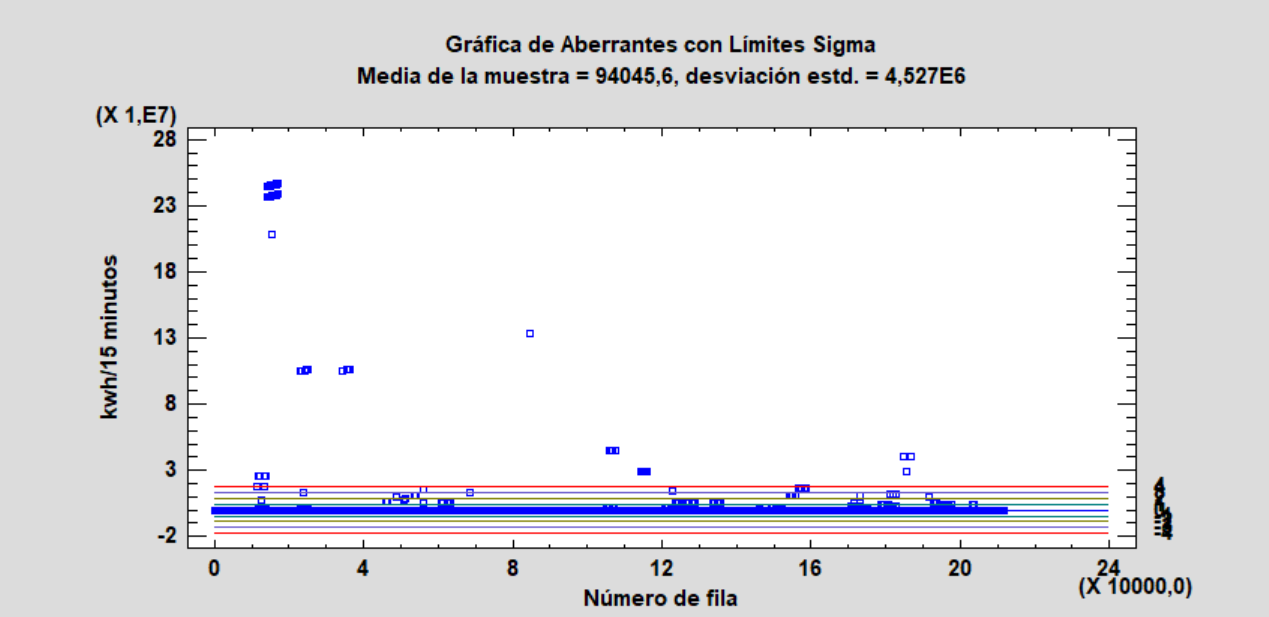 Gráfica de Aberrantes con Límites Sigma
Media de la muestra = 94045,6, desviación estd. = 4,527E6
(X 1,E7)
28
23
18
13
8
3
-2
kwh/15 minutos
4
-4
0 4 8 12 16 20 24
(X 10000,0)
Número de fila